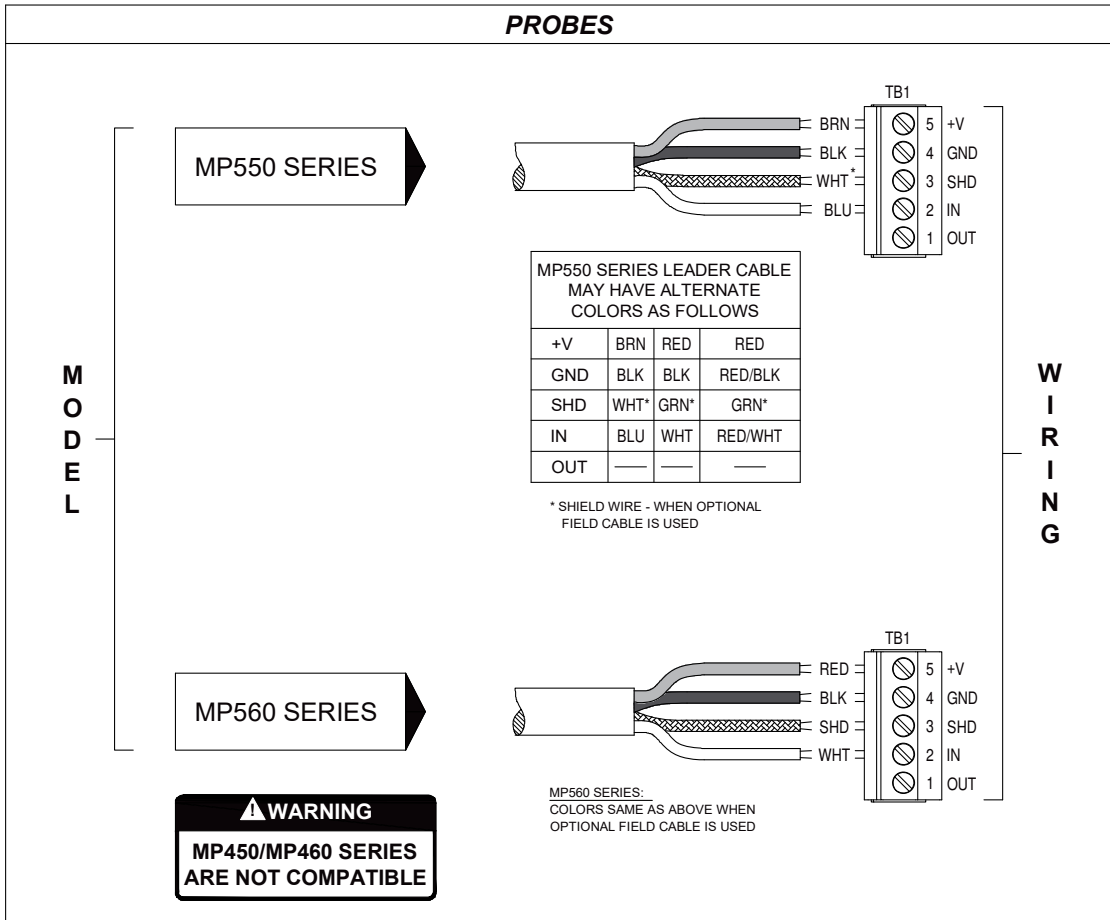 PROBES
MODEL
MP550 SERIES
TB1
BRN 5 +V
BLK 4 GND
WHT* 3 SHD
BLU 2 IN
1 OUT
MP550 SERIES LEADER CABLE
MAY HAVE ALTERNATE
COLORS AS FOLLOWS
+V BRN RED RED
GND BLK BLK RED/BLK
SHD WHT* GRN* GRN*
IN BLU WHT RED/WHT
OUT —— —— ——
* SHIELD WIRE - WHEN OPTIONAL
FIELD CABLE IS USED
WIRING
MP560 SERIES
TB1
RED 5 +V
BLK 4 GND
SHD 3 SHD
WHT 2 IN
1 OUT
MP560 SERIES:
COLORS SAME AS ABOVE WHEN
OPTIONAL FIELD CABLE IS USED
WARNING
MP450/MP460 SERIES
ARE NOT COMPATIBLE